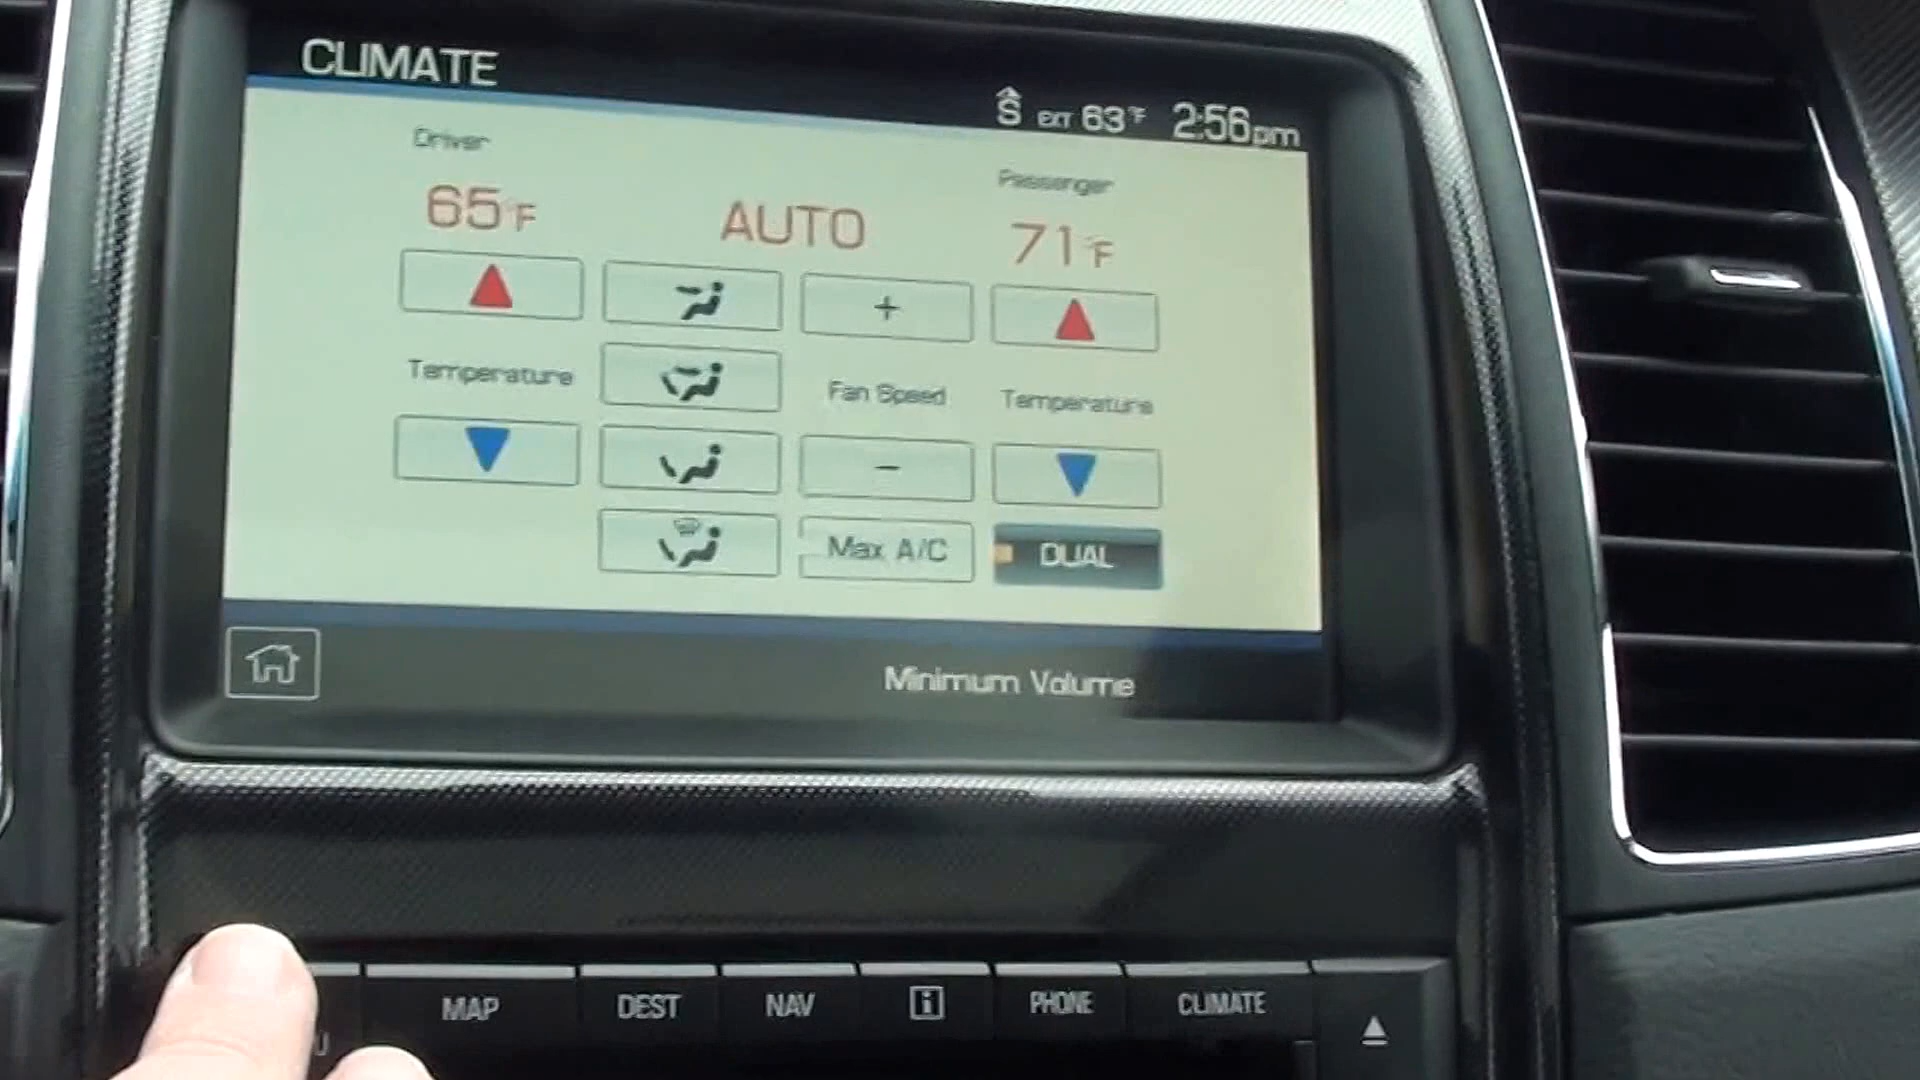 CLIMATE
S EXT 63°F 2:56pm
Driver
Passenger
65°F AUTO 71°F
+
Temperature Fan Speed Temperature
-
Max A/C DUAL
Minimum Volume
MAP DEST NAV i PHONE CLIMATE